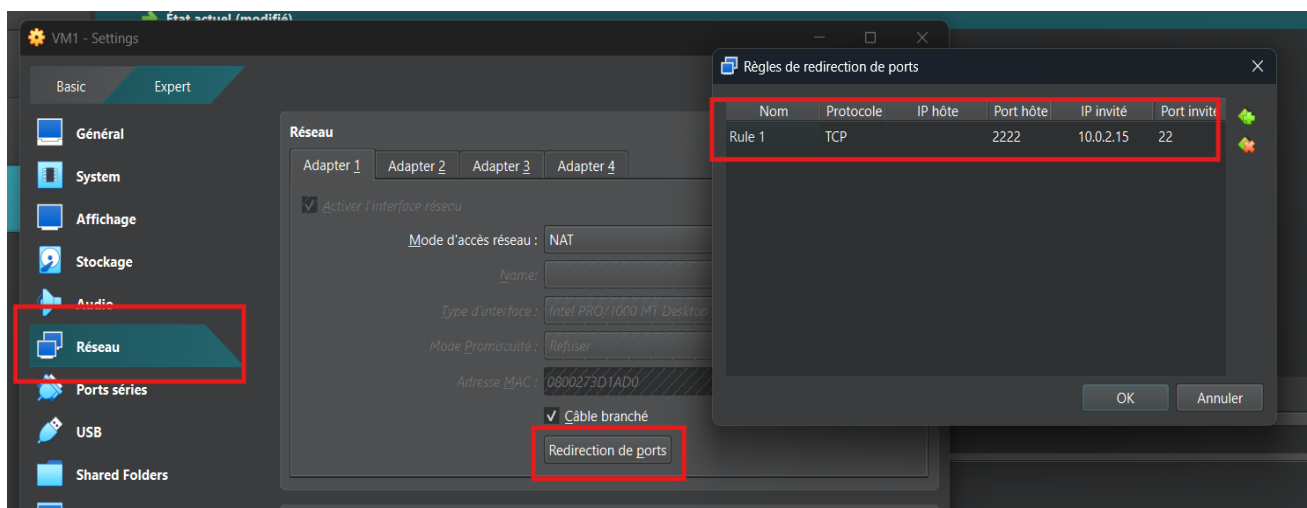 État actuel (modifié)
VM1 - Settings
Basic Expert
Général
System
Affichage
Stockage
Audio
Réseau
Ports séries
USB
Shared Folders
Réseau
Adapter 1 Adapter 2 Adapter 3 Adapter 4
Activer l'interface réseau
Mode d'accès réseau : NAT
Name:
Type d'interface : Intel PRO/1000 MT Desktop
Mode Promiscuité : Refuser
Adresse MAC : 0800273D1AD0
Câble branché
Redirection de ports
Règles de redirection de ports
Nom Protocole IP hôte Port hôte IP invité Port invité
Rule 1 TCP 2222 10.0.2.15 22
OK Annuler